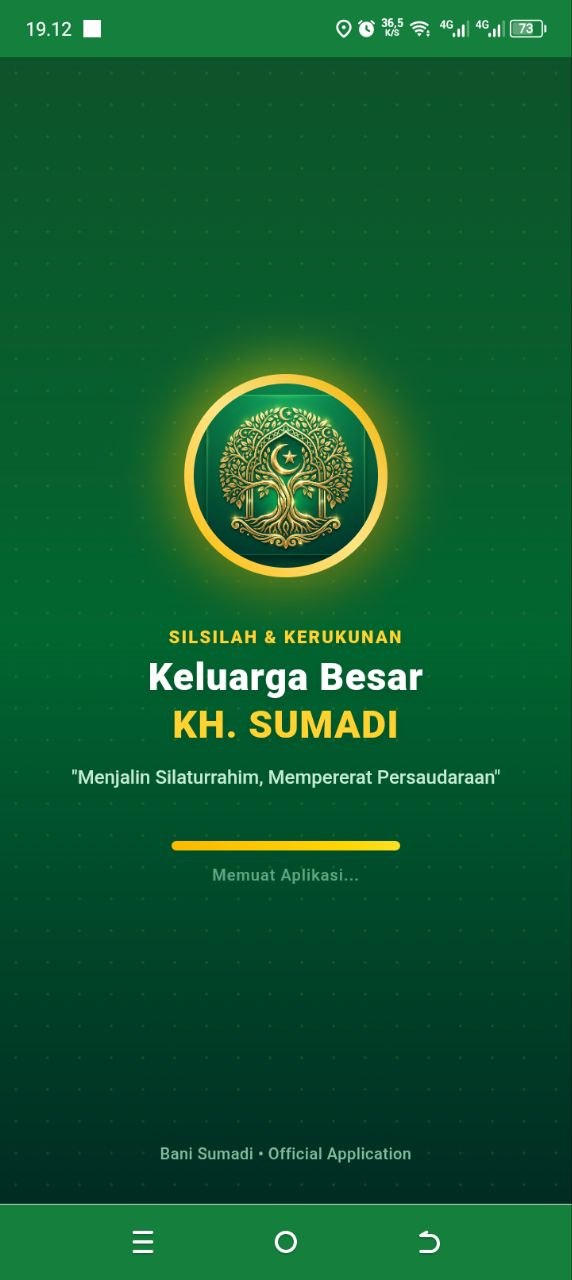 19.12
36,5
K/S
4G
4G
73
SILSILAH & KERUKUNAN
Keluarga Besar
KH. SUMADI
"Menjalin Silaturrahim, Mempererat Persaudaraan"
Memuat Aplikasi...
Bani Sumadi • Official Application